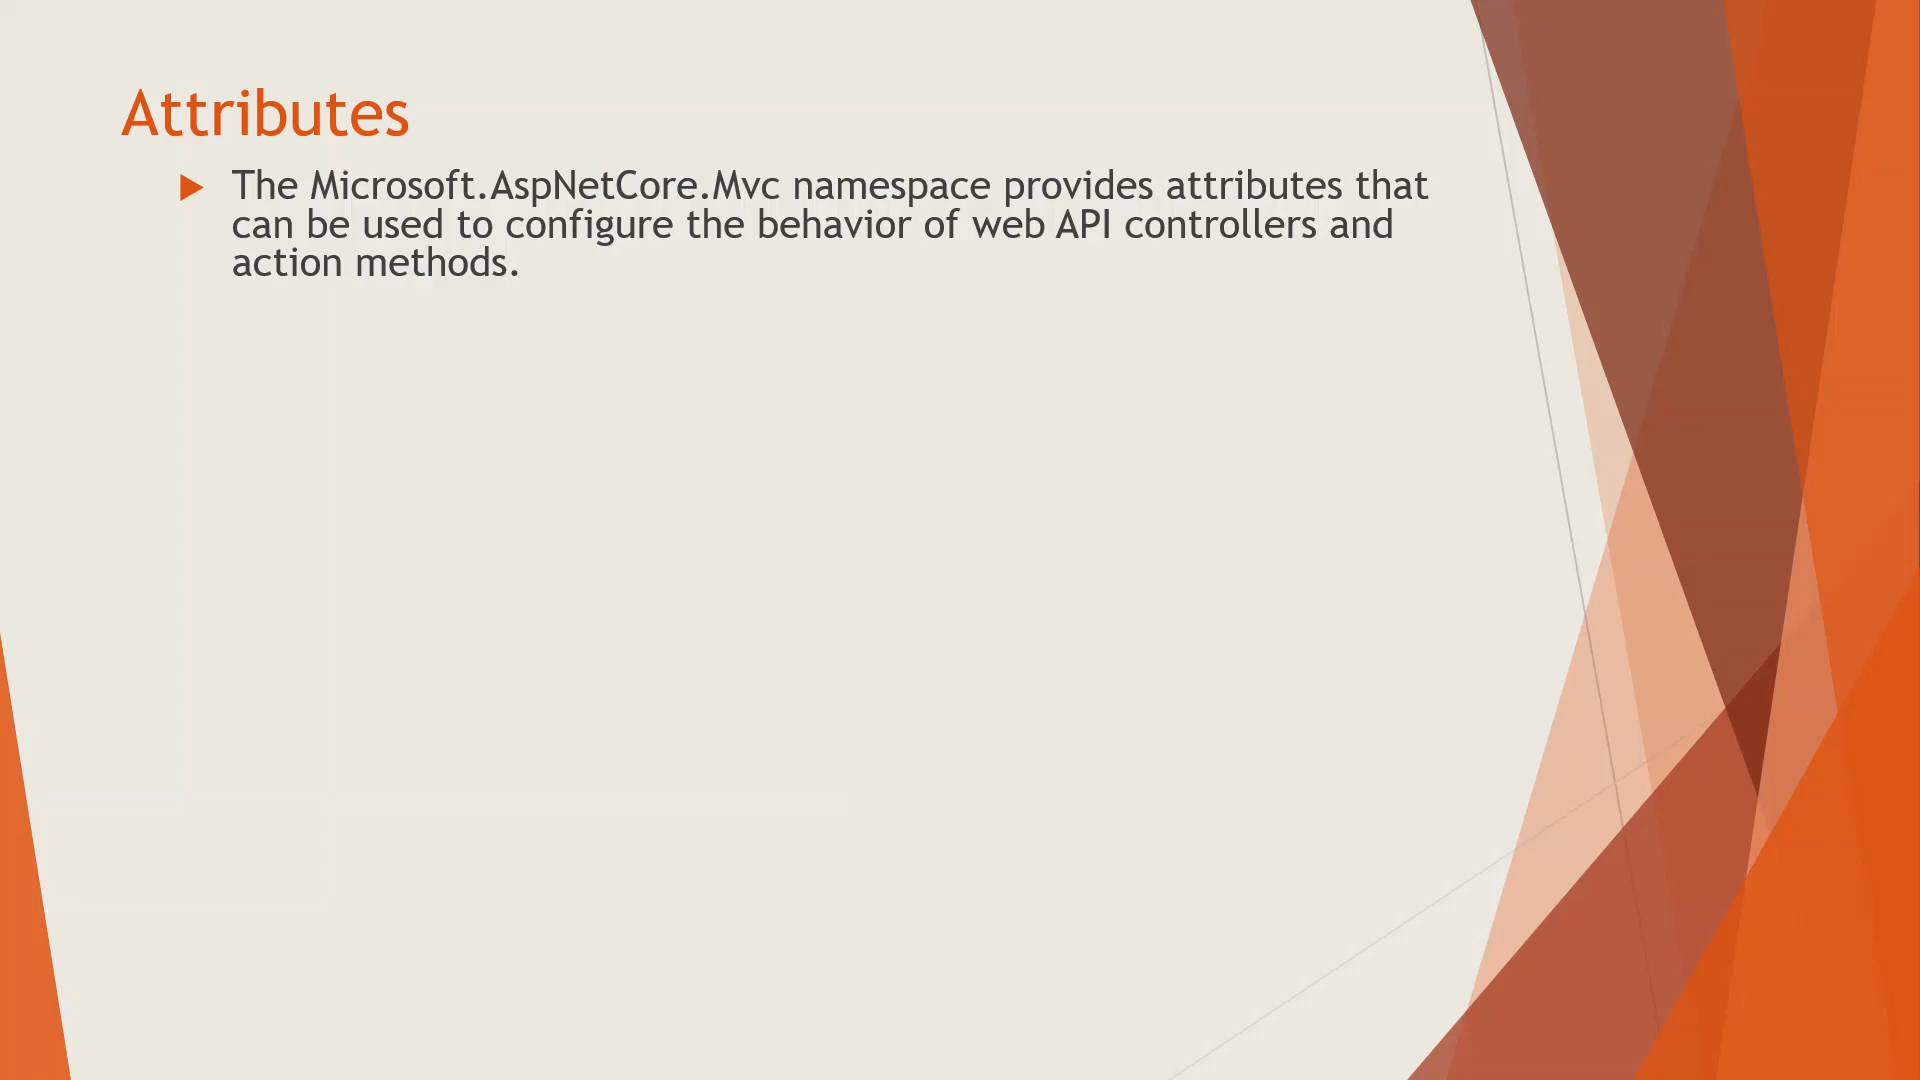 Attributes
The Microsoft.AspNetCore.Mvc namespace provides attributes that
can be used to configure the behavior of web API controllers and
action methods.